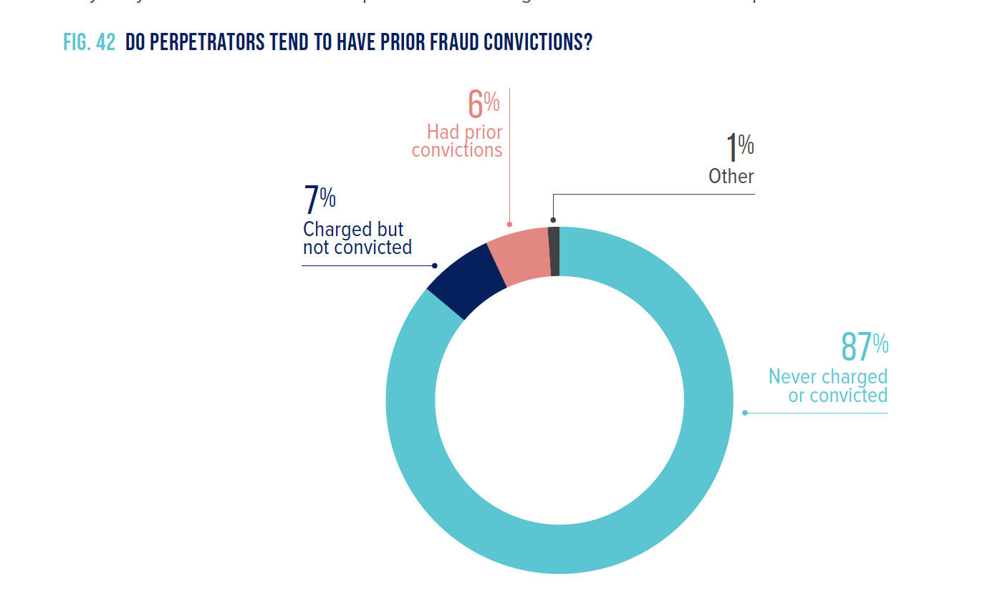 FIG. 42 DO PERPETRATORS TEND TO HAVE PRIOR FRAUD CONVICTIONS?
6%
Had prior
convictions
1%
Other
7%
Charged but
not convicted
87%
Never charged
or convicted